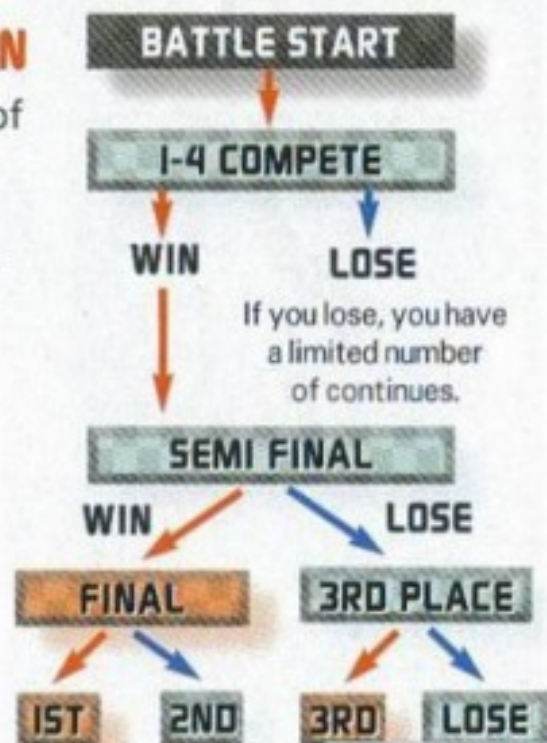 N
of
BATTLE START
1-4 COMPETE
WIN
LOSE
If you lose, you have
a limited number
of continues.
SEMI FINAL
WIN
LOSE
FINAL
3RD PLACE
1ST
2ND
3RD
LOSE